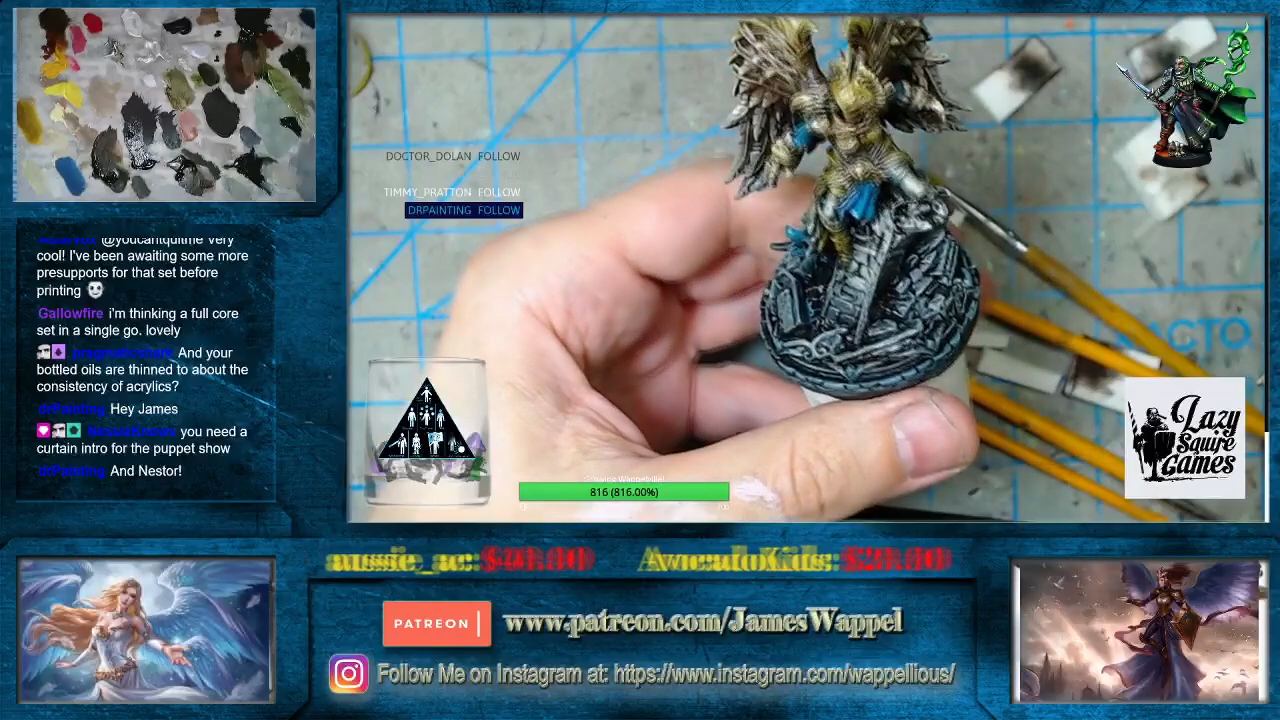 DOCTOR_DOLAN FOLLOW
TIMMY_PRATTON FOLLOW
DRPAINTING FOLLOW
@youcantquitme Very
cool! I've been awaiting some more
presupports for that set before
printing
Gallowfire i'm thinking a full core
set in a single go. lovely
And your
bottled oils are thinned to about the
consistency of acrylics?
drPainting Hey James
you need a
curtain intro for the puppet show
drPainting And Nestor!
816 (816.00%)
ACTO
Lazy
Squire
Games
PATREON
www.patreon.com/JamesWappel
Follow Me on Instagram at: https://www.instagram.com/wappellious/